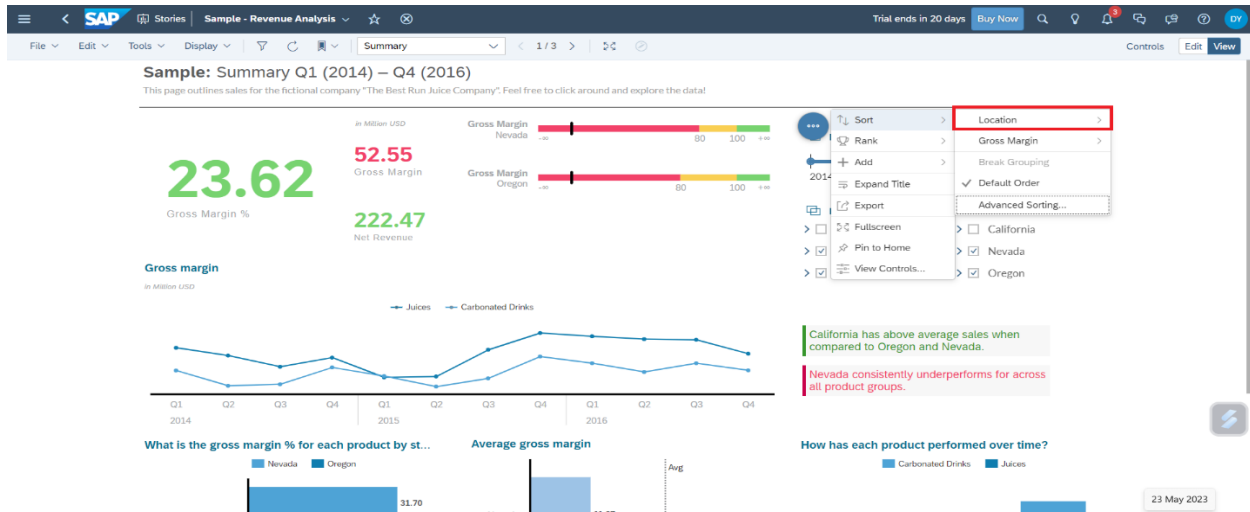 SAP Stories Sample - Revenue Analysis Trial ends in 20 days Buy Now 3 DY
File Edit Tools Display Summary 1 / 3 Controls Edit View
Sample: Summary Q1 (2014) – Q4 (2016)
This page outlines sales for the fictional company "The Best Run Juice Company". Feel free to click around and explore the data!
23.62
Gross Margin %
in Million USD
52.55
Gross Margin
222.47
Net Revenue
Gross Margin
Nevada
80 100
Gross Margin
Oregon
80 100
2014
Sort
Rank
Add
Expand Title
Export
Fullscreen
Pin to Home
View Controls...
Location
Gross Margin
Break Grouping
Default Order
Advanced Sorting...
California
Nevada
Oregon
Gross margin
in Million USD
Juices Carbonated Drinks
Q1 Q2 Q3 Q4 Q1 Q2 Q3 Q4 Q1 Q2 Q3 Q4
2014 2015 2016
California has above average sales when
compared to Oregon and Nevada.
Nevada consistently underperforms for across
all product groups.
What is the gross margin % for each product by st...
Nevada Oregon
31.70
Average gross margin
Avg
How has each product performed over time?
Carbonated Drinks Juices
23 May 2023